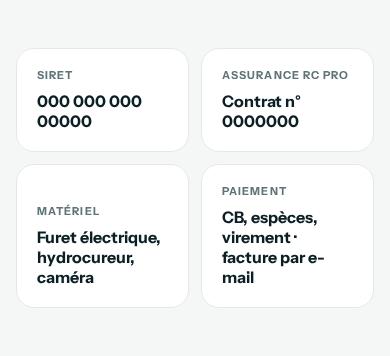 SIRET
000 000 000
00000
ASSURANCE RC PRO
Contrat n°
0000000
MATÉRIEL
Furet électrique,
hydrocureur,
caméra
PAIEMENT
CB, espèces,
virement ·
facture par e-
mail